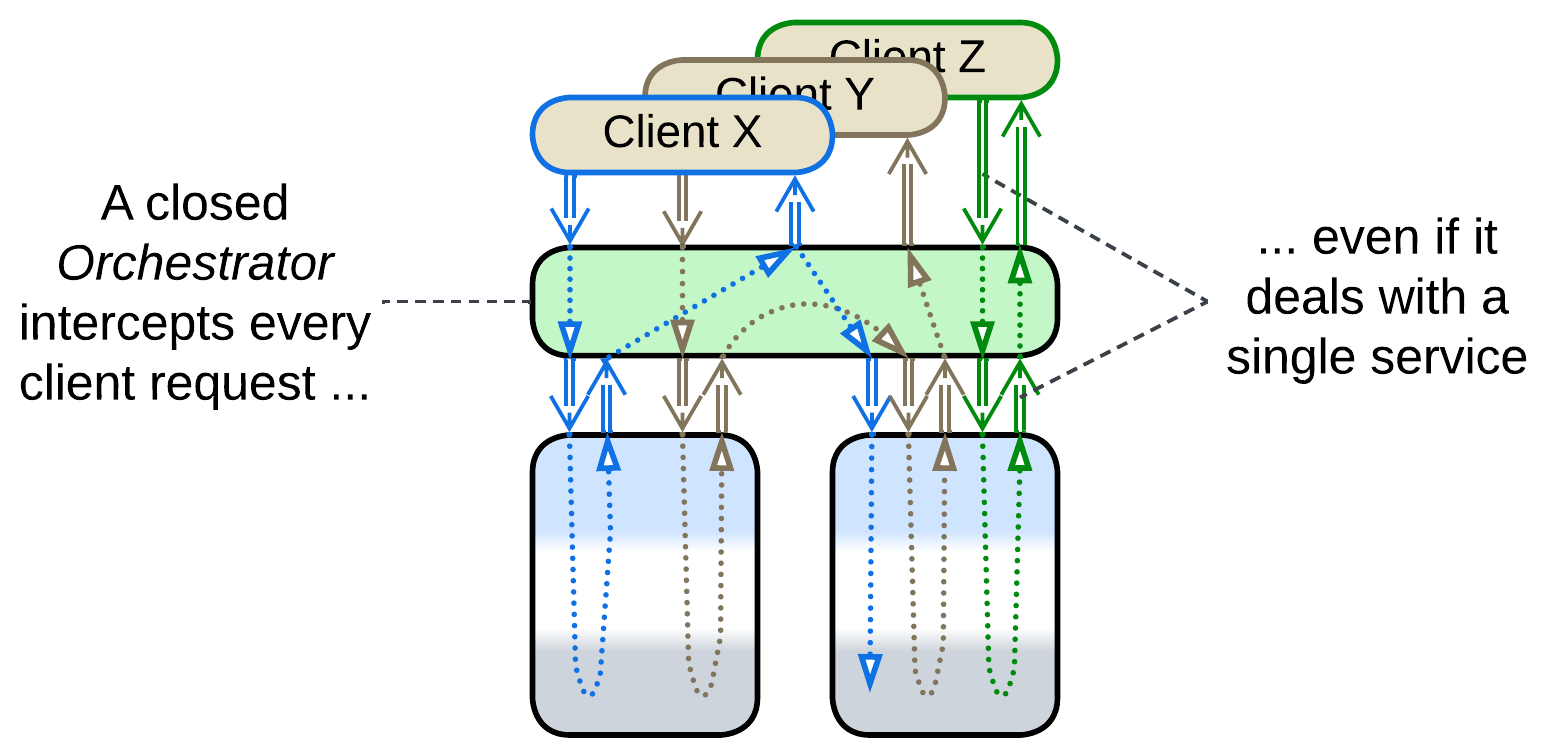 Client Z
Client Y
Client X
A closed
Orchestrator
intercepts every
client request ...
... even if it
deals with a
single service